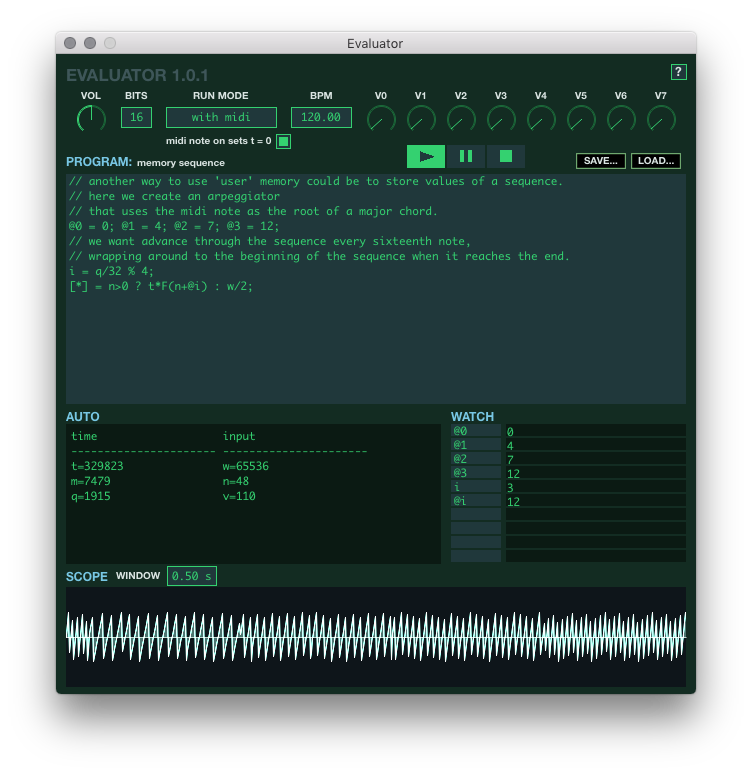 Evaluator
EVALUATOR 1.0.1
?
VOL BITS RUN MODE BPM V0 V1 V2 V3 V4 V5 V6 V7
16 with midi 120.00
midi note on sets t = 0
PROGRAM: memory sequence SAVE... LOAD...
// another way to use 'user' memory could be to store values of a sequence.
// here we create an arpeggiator
// that uses the midi note as the root of a major chord.
@0 = 0; @1 = 4; @2 = 7; @3 = 12;
// we want advance through the sequence every sixteenth note,
// wrapping around to the beginning of the sequence when it reaches the end.
i = q/32 % 4;
[*] = n>0 ? t*F(n+@i) : w/2;
AUTO
time input
---------------------- ----------------------
t=329823 w=65536
m=7479 n=48
q=1915 v=110
WATCH
@0 0
@1 4
@2 7
@3 12
i 3
@i 12
SCOPE WINDOW 0.50 s